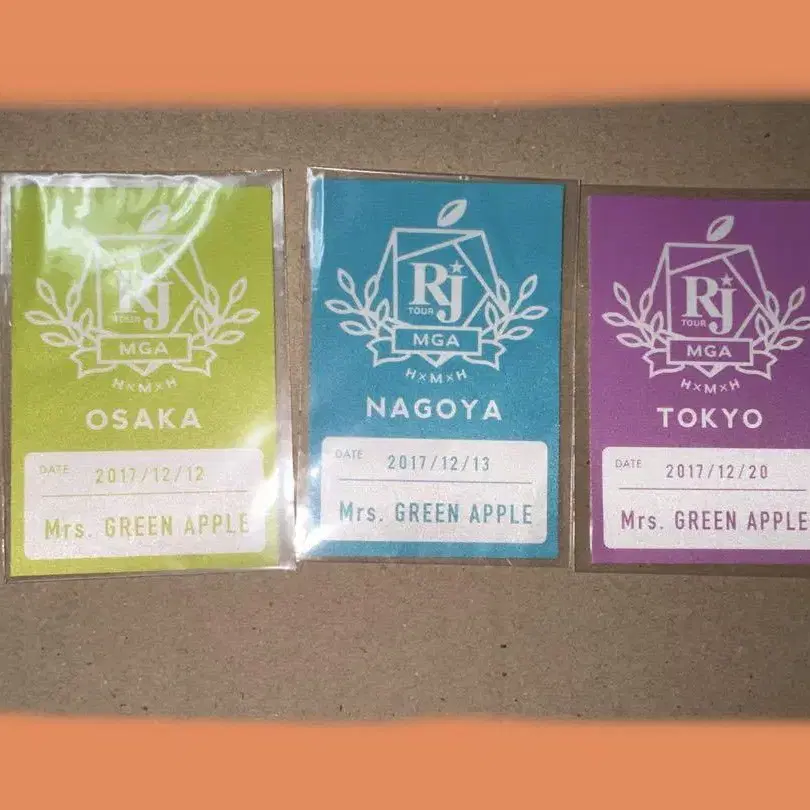 RJ
TOUR
MGA
H×M×H
OSAKA
DATE 2017/12/12
Mrs. GREEN APPLE
RJ
TOUR
MGA
H×M×H
NAGOYA
DATE 2017/12/13
Mrs. GREEN APPLE
RJ
TOUR
MGA
H×M×H
TOKYO
DATE 2017/12/20
Mrs. GREEN APPLE